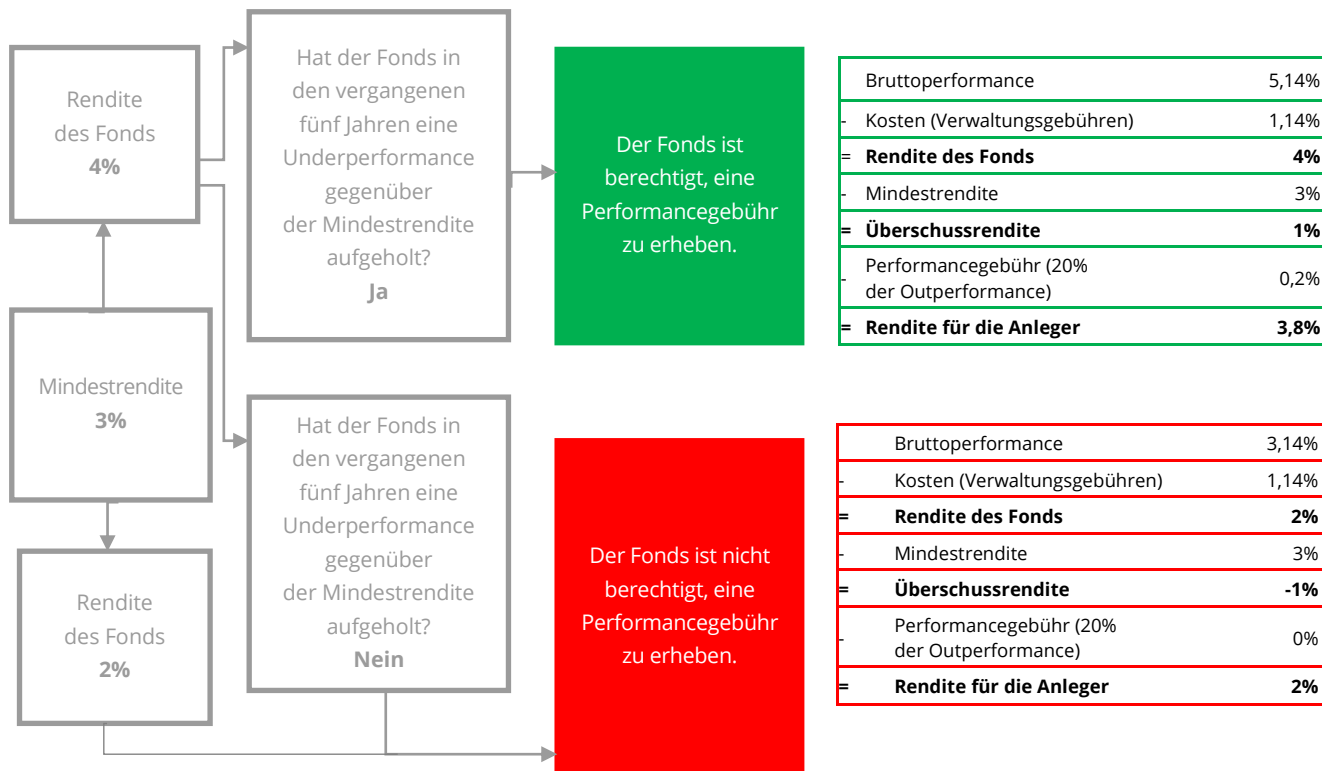 Rendite
des Fonds
4%
Mindestrendite
3%
Rendite
des Fonds
2%
Hat der Fonds in
den vergangenen
fünf Jahren eine
Underperformance
gegenüber
der Mindestrendite
aufgeholt?
Ja
Hat der Fonds in
den vergangenen
fünf Jahren eine
Underperformance
gegenüber
der Mindestrendite
aufgeholt?
Nein
Der Fonds ist
berechtigt, eine
Performancegebühr
zu erheben.
Der Fonds ist nicht
berechtigt, eine
Performancegebühr
zu erheben.
Bruttoperformance 5,14%
- Kosten (Verwaltungsgebühren) 1,14%
= Rendite des Fonds 4%
- Mindestrendite 3%
= Überschussrendite 1%
- Performancegebühr (20%
der Outperformance) 0,2%
= Rendite für die Anleger 3,8%
Bruttoperformance 3,14%
- Kosten (Verwaltungsgebühren) 1,14%
= Rendite des Fonds 2%
- Mindestrendite 3%
= Überschussrendite -1%
- Performancegebühr (20%
der Outperformance) 0%
= Rendite für die Anleger 2%